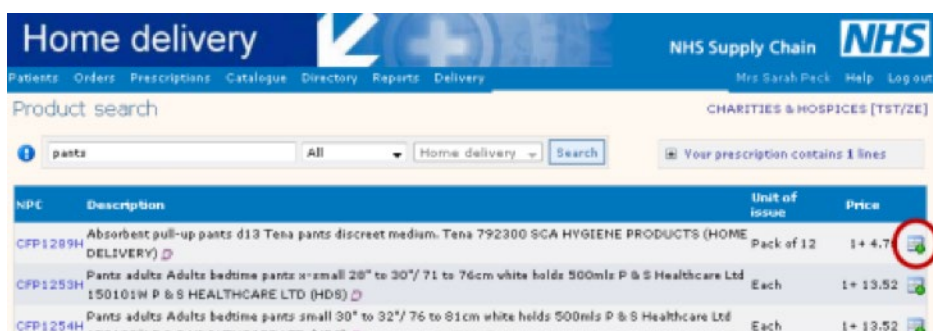 Home delivery
NHS Supply Chain NHS
Patients Orders Prescriptions Catalogue Directory Reports Delivery Mrs Sarah Peck Help Log out
Product search CHARITIES & HOSPICES [TST/ZE]
pants All Home delivery Search Your prescription contains 1 lines
NPC Description Unit of issue Price
Absorbent pull-up pants d13 Tena pants discreet medium. Tena 792300 SCA HYGIENE PRODUCTS (HOME
CFP1289H DELIVERY) Pack of 12 1+ 4.7
Pants adults Adults bedtime pants x-small 28" to 30"/ 71 to 76cm white holds 500mls P & S Healthcare Ltd
CFP1253H 150101W P & S HEALTHCARE LTD (HDS) Each 1+ 13.52
Pants adults Adults bedtime pants small 30" to 32"/ 76 to 81cm white holds 500mls P & S Healthcare Ltd
CFP1254H Each 1+ 13.52